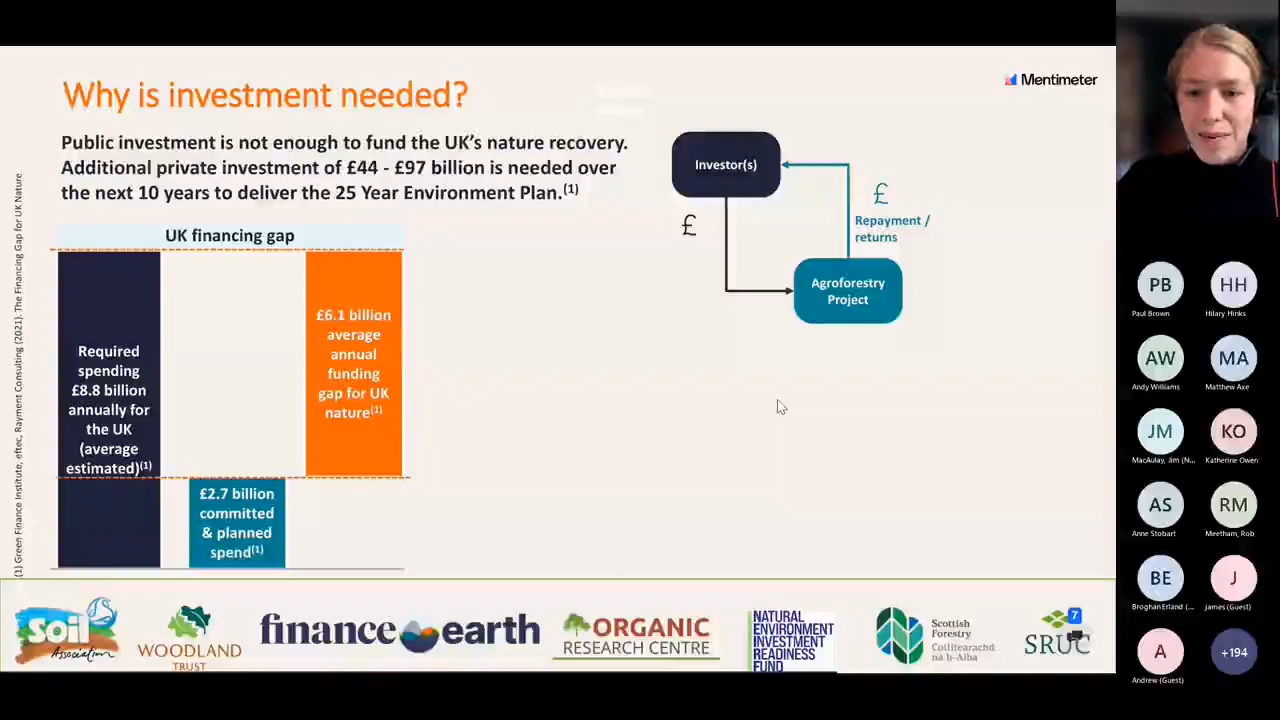 Why is investment needed?
Mentimeter
Public investment is not enough to fund the UK's nature recovery.
Additional private investment of £44 - £97 billion is needed over
the next 10 years to deliver the 25 Year Environment Plan.(1)
UK financing gap
Required
spending
£8.8 billion
annually for
the UK
(average
estimated)(1)
£2.7 billion
committed
& planned
spend(1)
£6.1 billion
average
annual
funding
gap for UK
nature(1)
(1) Green Finance Institute, eftec, Rayment Consulting (2021). The Financing Gap for UK Nature
Investor(s)
£
£
Repayment /
returns
Agroforestry
Project
Soil
Association
WOODLAND
TRUST
finance earth
ORGANIC
RESEARCH CENTRE
NATURAL
ENVIRONMENT
INVESTMENT
READINESS
FUND
Scottish
Forestry
Coilltearachd
na h-Alba
SRUC
7
PB
Paul Brown
HH
Hilary Hinks
AW
Andy Williams
MA
Matthew Axe
JM
MacAulay, Jim (N...
KO
Katherine Owen
AS
Anne Stobart
RM
Meetham, Rob
BE
Broghan Erland (...
J
james (Guest)
A
Andrew (Guest)
+194